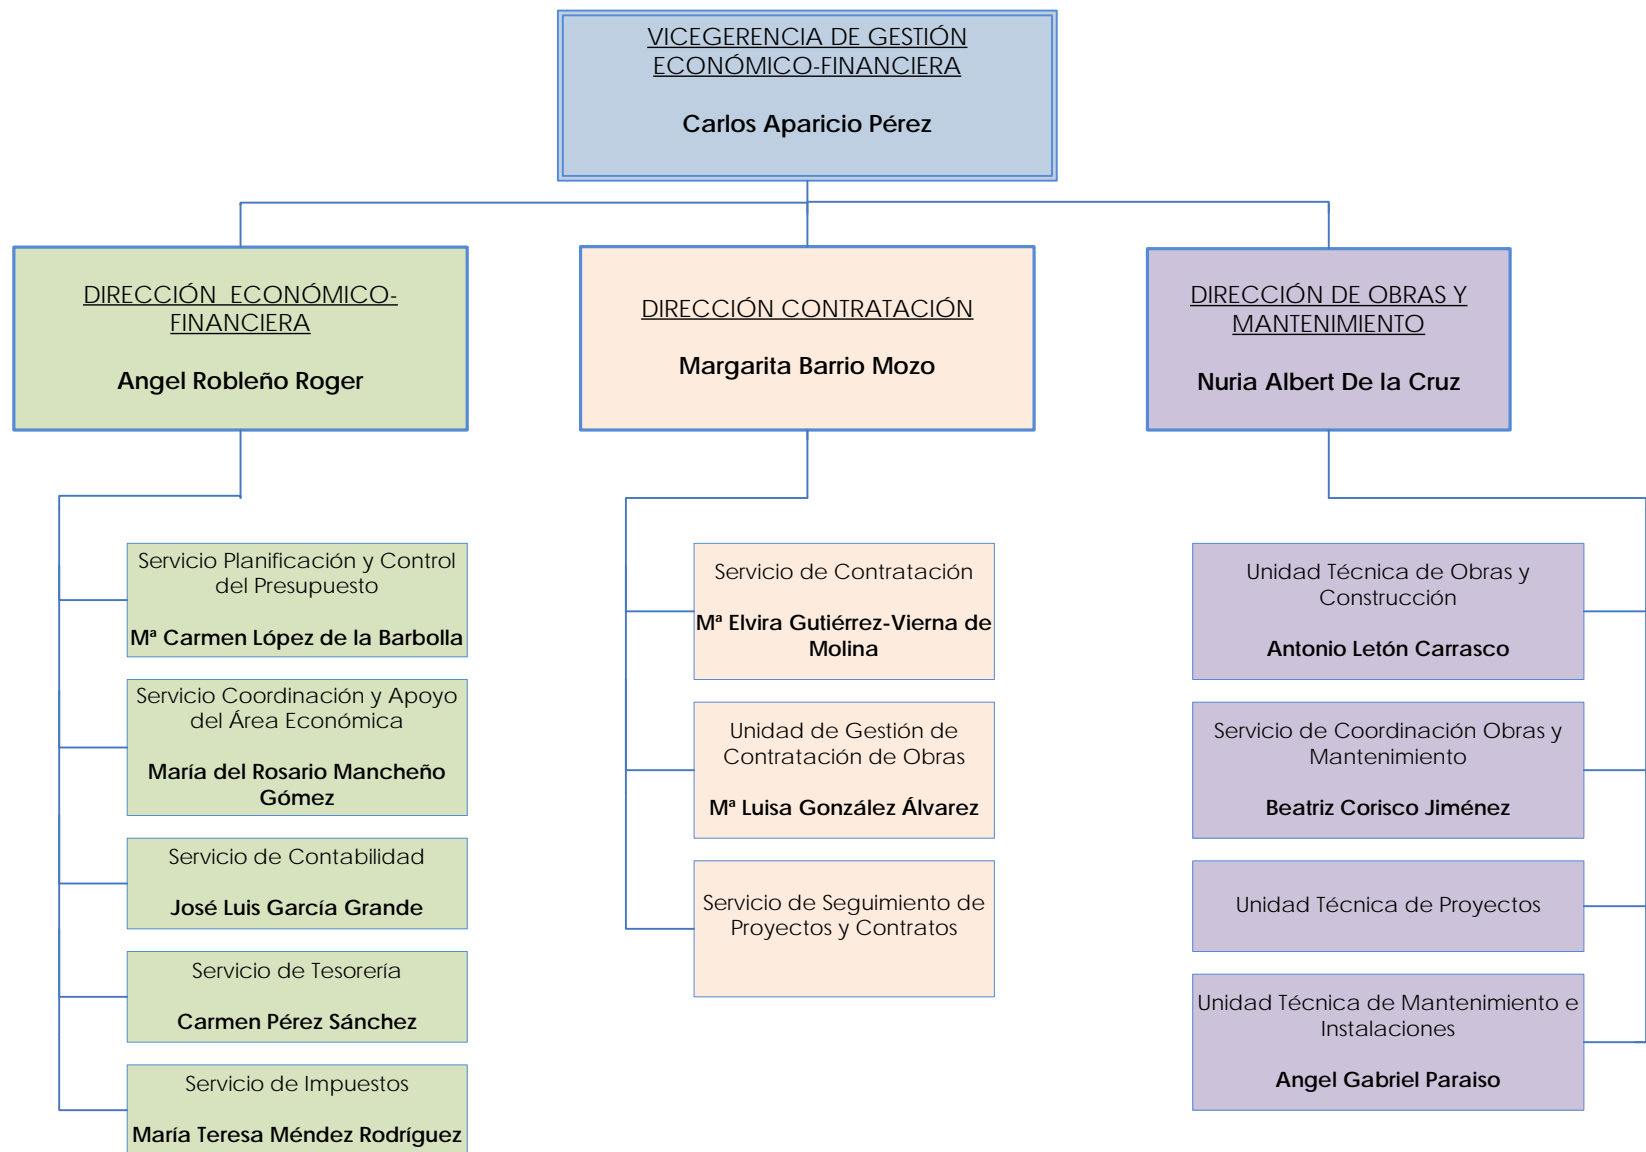 VICEGERENCIA DE GESTIÓN
ECONÓMICO-FINANCIERA
Carlos Aparicio Pérez
DIRECCIÓN ECONÓMICO-
FINANCIERA
Angel Robleño Roger
DIRECCIÓN CONTRATACIÓN
Margarita Barrio Mozo
DIRECCIÓN DE OBRAS Y
MANTENIMIENTO
Nuria Albert De la Cruz
Servicio Planificación y Control
del Presupuesto
Mª Carmen López de la Barbolla
Servicio Coordinación y Apoyo
del Área Económica
María del Rosario Mancheño
Gómez
Servicio de Contabilidad
José Luis García Grande
Servicio de Tesorería
Carmen Pérez Sánchez
Servicio de Impuestos
María Teresa Méndez Rodríguez
Servicio de Contratación
Mª Elvira Gutiérrez-Vierna de
Molina
Unidad de Gestión de
Contratación de Obras
Mª Luisa González Álvarez
Servicio de Seguimiento de
Proyectos y Contratos
Unidad Técnica de Obras y
Construcción
Antonio Letón Carrasco
Servicio de Coordinación Obras y
Mantenimiento
Beatriz Corisco Jiménez
Unidad Técnica de Proyectos
Unidad Técnica de Mantenimiento e
Instalaciones
Angel Gabriel Paraiso